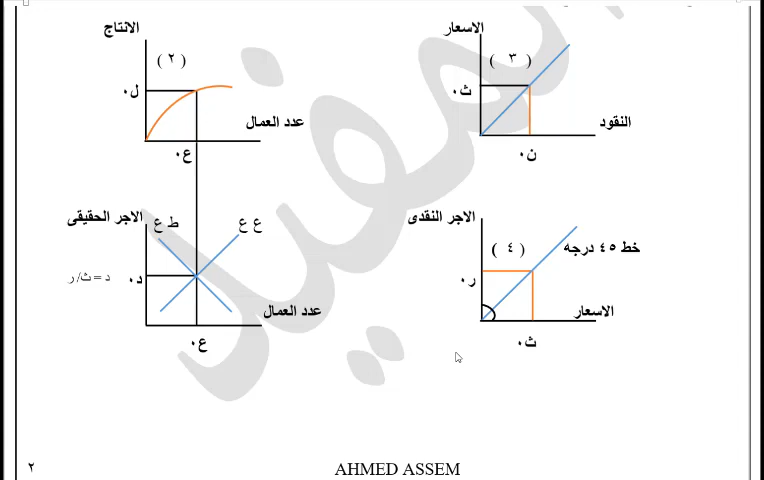 الاسعار
الانتاج
( ٣ )
( ٢ )
ث٠
ل٠
النقود
عدد العمال
ن٠
ع٠
الاجر النقدى
الاجر الحقيقى
ط ع
ع ع
خط ٤٥ درجه
( ٤ )
ر٠
د٠
د = ث/ ر
الاسعار
عدد العمال
ث٠
ع٠
المفيد
AHMED ASSEM
٢